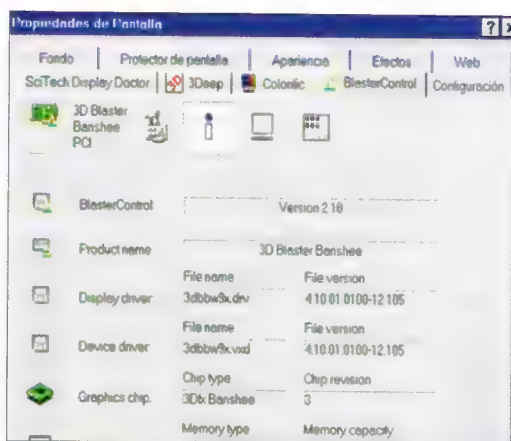 Propiedades de Pantalla
Fondo Protector de pantalla Apariencia Efectos Web
SciTech Display Doctor 3Deep Colorific BlasterControl Configuración
3D Blaster
Banshee
PCI
BlasterControl Version 2.10
Product name 3D Blaster Banshee
File name File version
Display driver 3dbbw9x.drv 4.10.01.0100-12.105
File name File version
Device driver 3dbbw9x.vxd 4.10.01.0100-12.105
Chip type Chip revision
Graphics chip. 3Dfx Banshee 3
Memory type Memory capacity